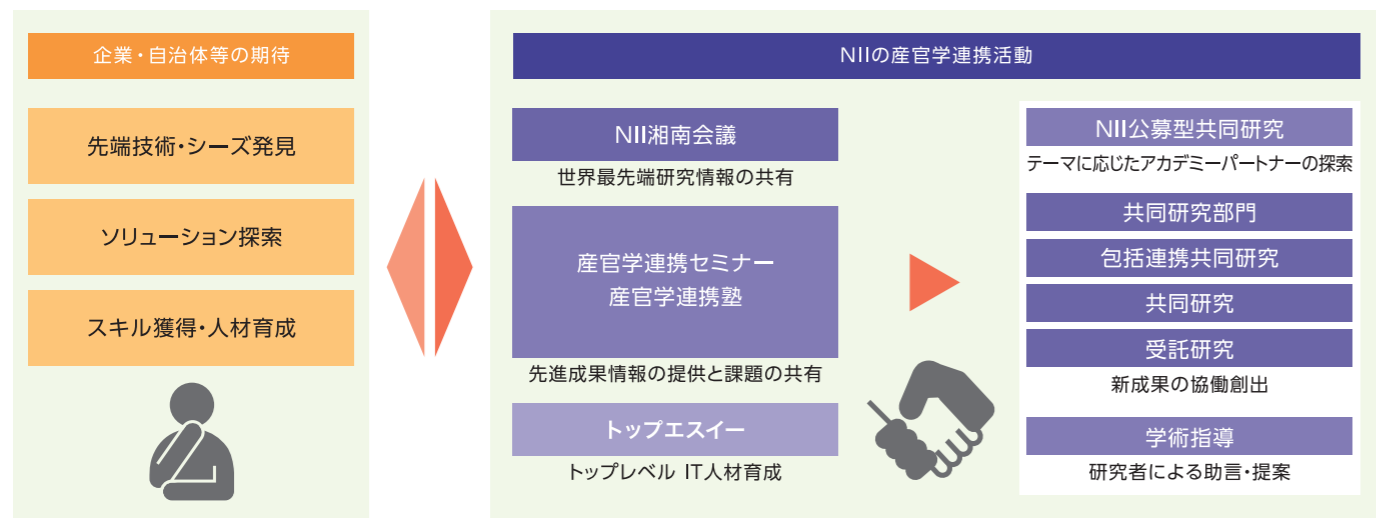 企業・自治体等の期待
先端技術・シーズ発見
ソリューション探索
スキル獲得・人材育成
NIIの産官学連携活動
NII湘南会議
世界最先端研究情報の共有
産官学連携セミナー
産官学連携塾
先進成果情報の提供と課題の共有
トップエスイー
トップレベル IT人材育成
NII公募型共同研究
テーマに応じたアカデミーパートナーの探索
共同研究部門
包括連携共同研究
共同研究
受託研究
新成果の協働創出
学術指導
研究者による助言・提案